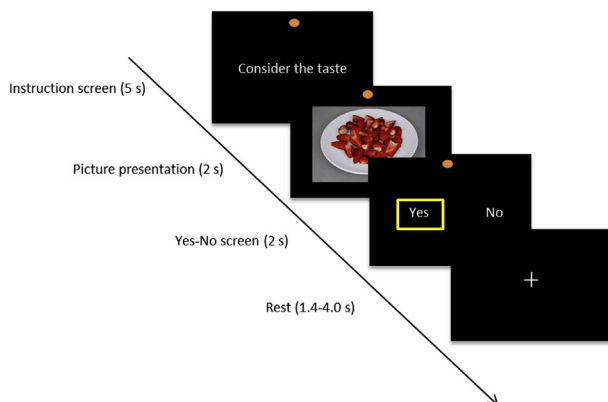 Consider the taste
Instruction screen (5 s)
Picture presentation (2 s)
Yes No
Yes-No screen (2 s)
Rest (1.4-4.0 s)